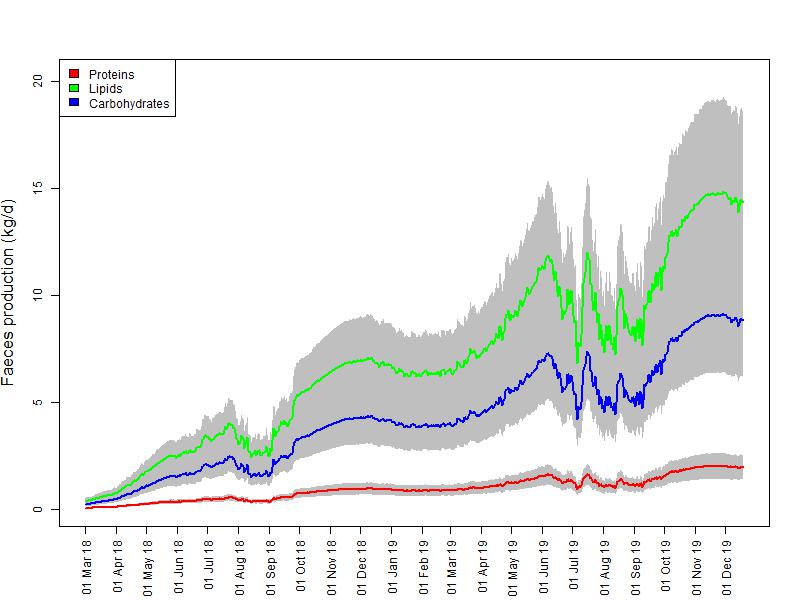 Proteins
Lipids
Carbohydrates
Faeces production (kg/d)
20
15
10
5
0
01 Mar 18
01 Apr 18
01 May 18
01 Jun 18
01 Jul 18
01 Aug 18
01 Sep 18
01 Oct 18
01 Nov 18
01 Dec 18
01 Jan 19
01 Feb 19
01 Mar 19
01 Apr 19
01 May 19
01 Jun 19
01 Jul 19
01 Aug 19
01 Sep 19
01 Oct 19
01 Nov 19
01 Dec 19